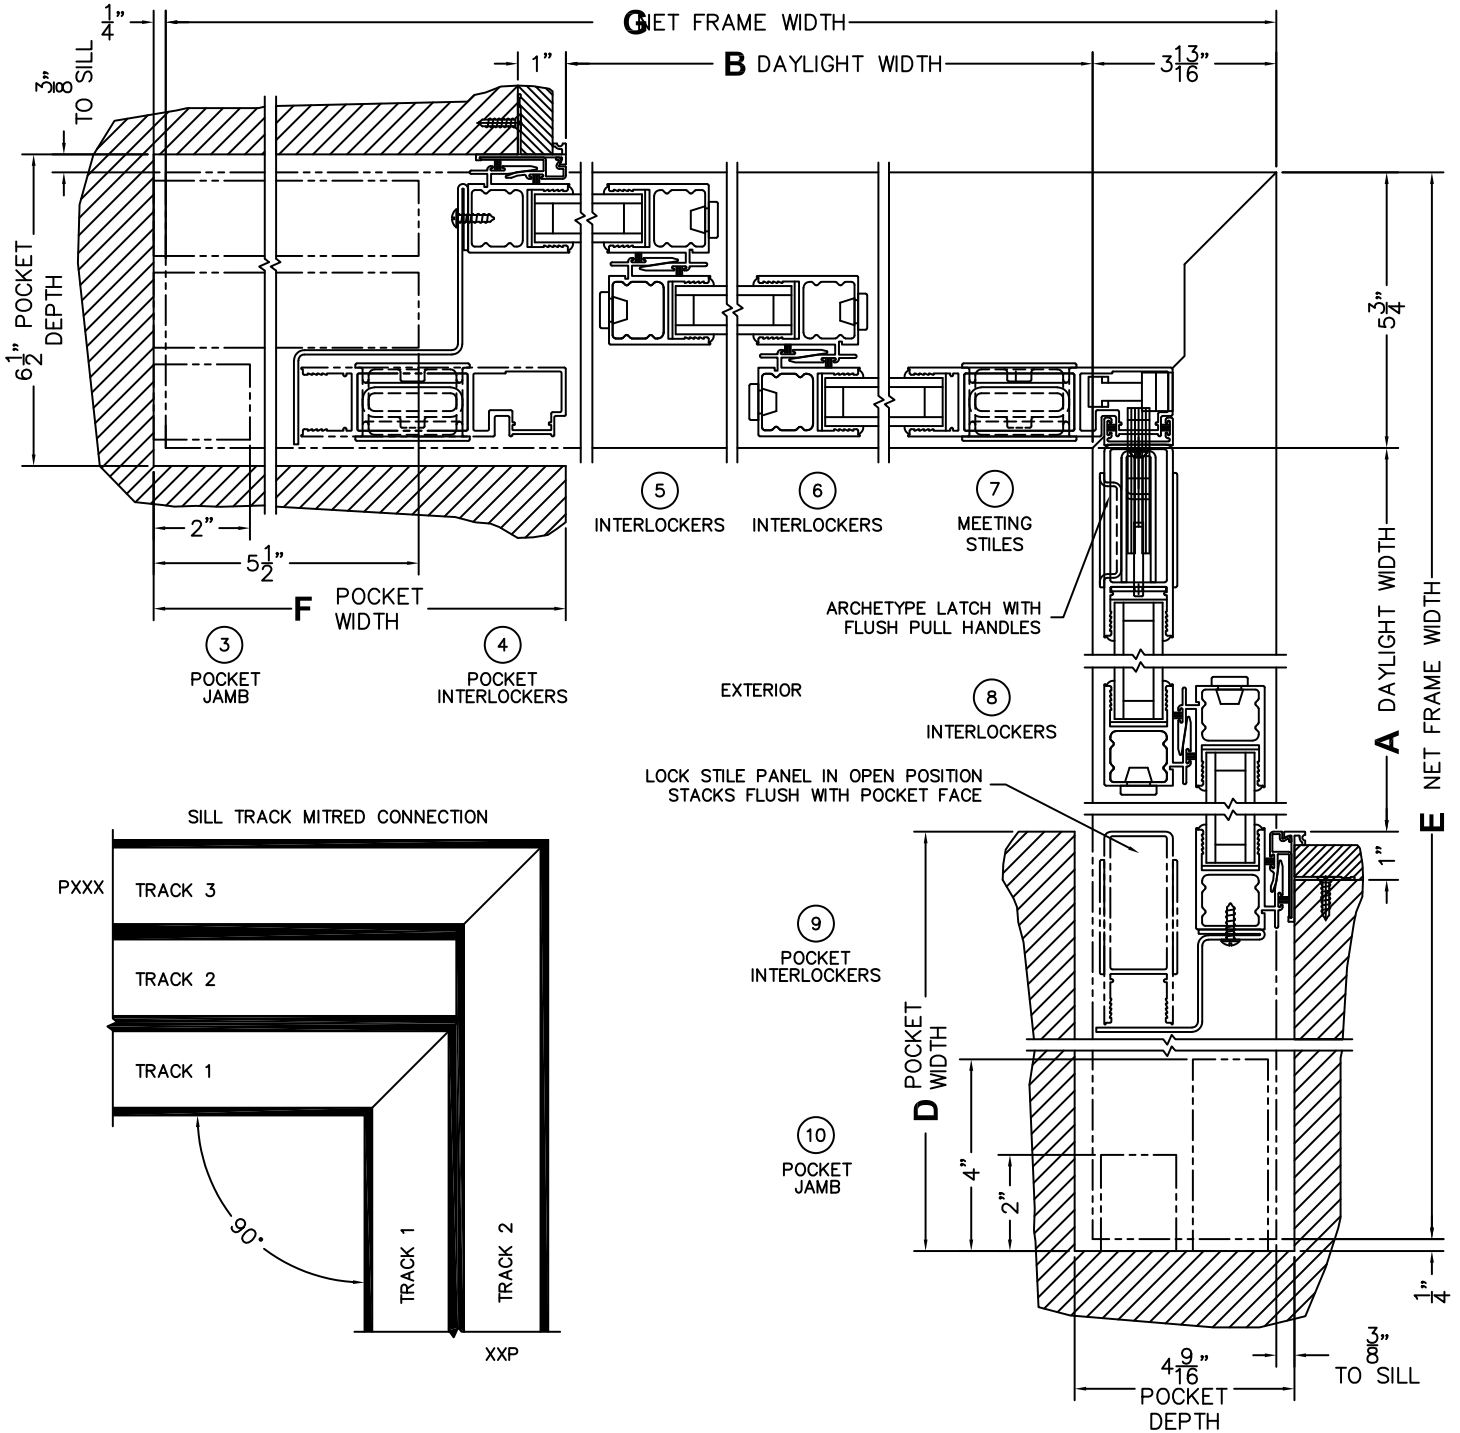 1/4"
G NET FRAME WIDTH
1"
B DAYLIGHT WIDTH
3 13/16"
3/8"
TO SILL
6 1/2" POCKET
DEPTH
5 3/4"
2"
5 1/2"
F POCKET
WIDTH
3
POCKET
JAMB
4
POCKET
INTERLOCKERS
5
INTERLOCKERS
6
INTERLOCKERS
7
MEETING
STILES
ARCHETYPE LATCH WITH
FLUSH PULL HANDLES
EXTERIOR
8
INTERLOCKERS
A DAYLIGHT WIDTH
E NET FRAME WIDTH
LOCK STILE PANEL IN OPEN POSITION
STACKS FLUSH WITH POCKET FACE
1"
9
POCKET
INTERLOCKERS
D POCKET
WIDTH
10
POCKET
JAMB
4"
2"
1/4"
3/8"
TO SILL
4 9/16"
POCKET
DEPTH
SILL TRACK MITRED CONNECTION
PXXX
TRACK 3
TRACK 2
TRACK 1
90°
TRACK 1
TRACK 2
XXP